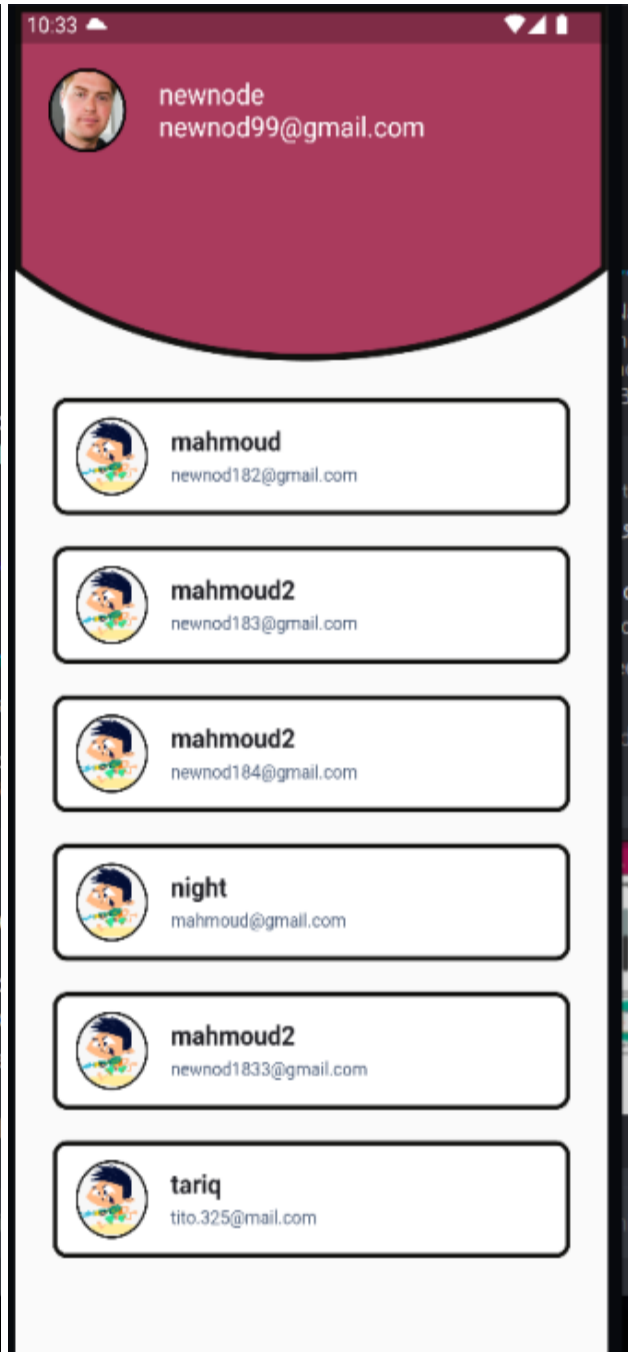 10:33
newnode
newnod99@gmail.com
mahmoud
newnod182@gmail.com
mahmoud2
newnod183@gmail.com
mahmoud2
newnod184@gmail.com
night
mahmoud@gmail.com
mahmoud2
newnod1833@gmail.com
tariq
tito.325@mail.com